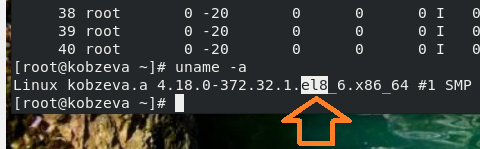 38 root 0 -20 0 0 0 I 0
39 root 0 -20 0 0 0 I 0
40 root 0 -20 0 0 0 I 0
[root@kobzeva ~]# uname -a
Linux kobzeva.a 4.18.0-372.32.1.el8_6.x86_64 #1 SMP
[root@kobzeva ~]#